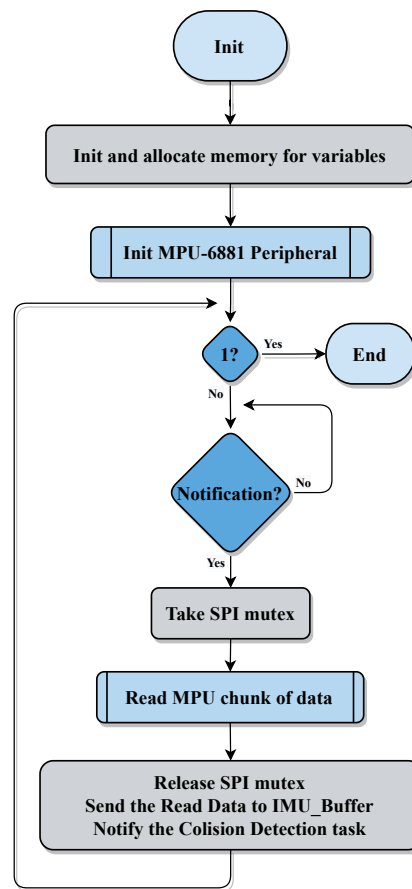 Init
Init and allocate memory for variables
Init MPU-6881 Peripheral
1?
Yes
End
No
Notification?
No
Yes
Take SPI mutex
Read MPU chunk of data
Release SPI mutex
Send the Read Data to IMU_Buffer
Notify the Colision Detection task